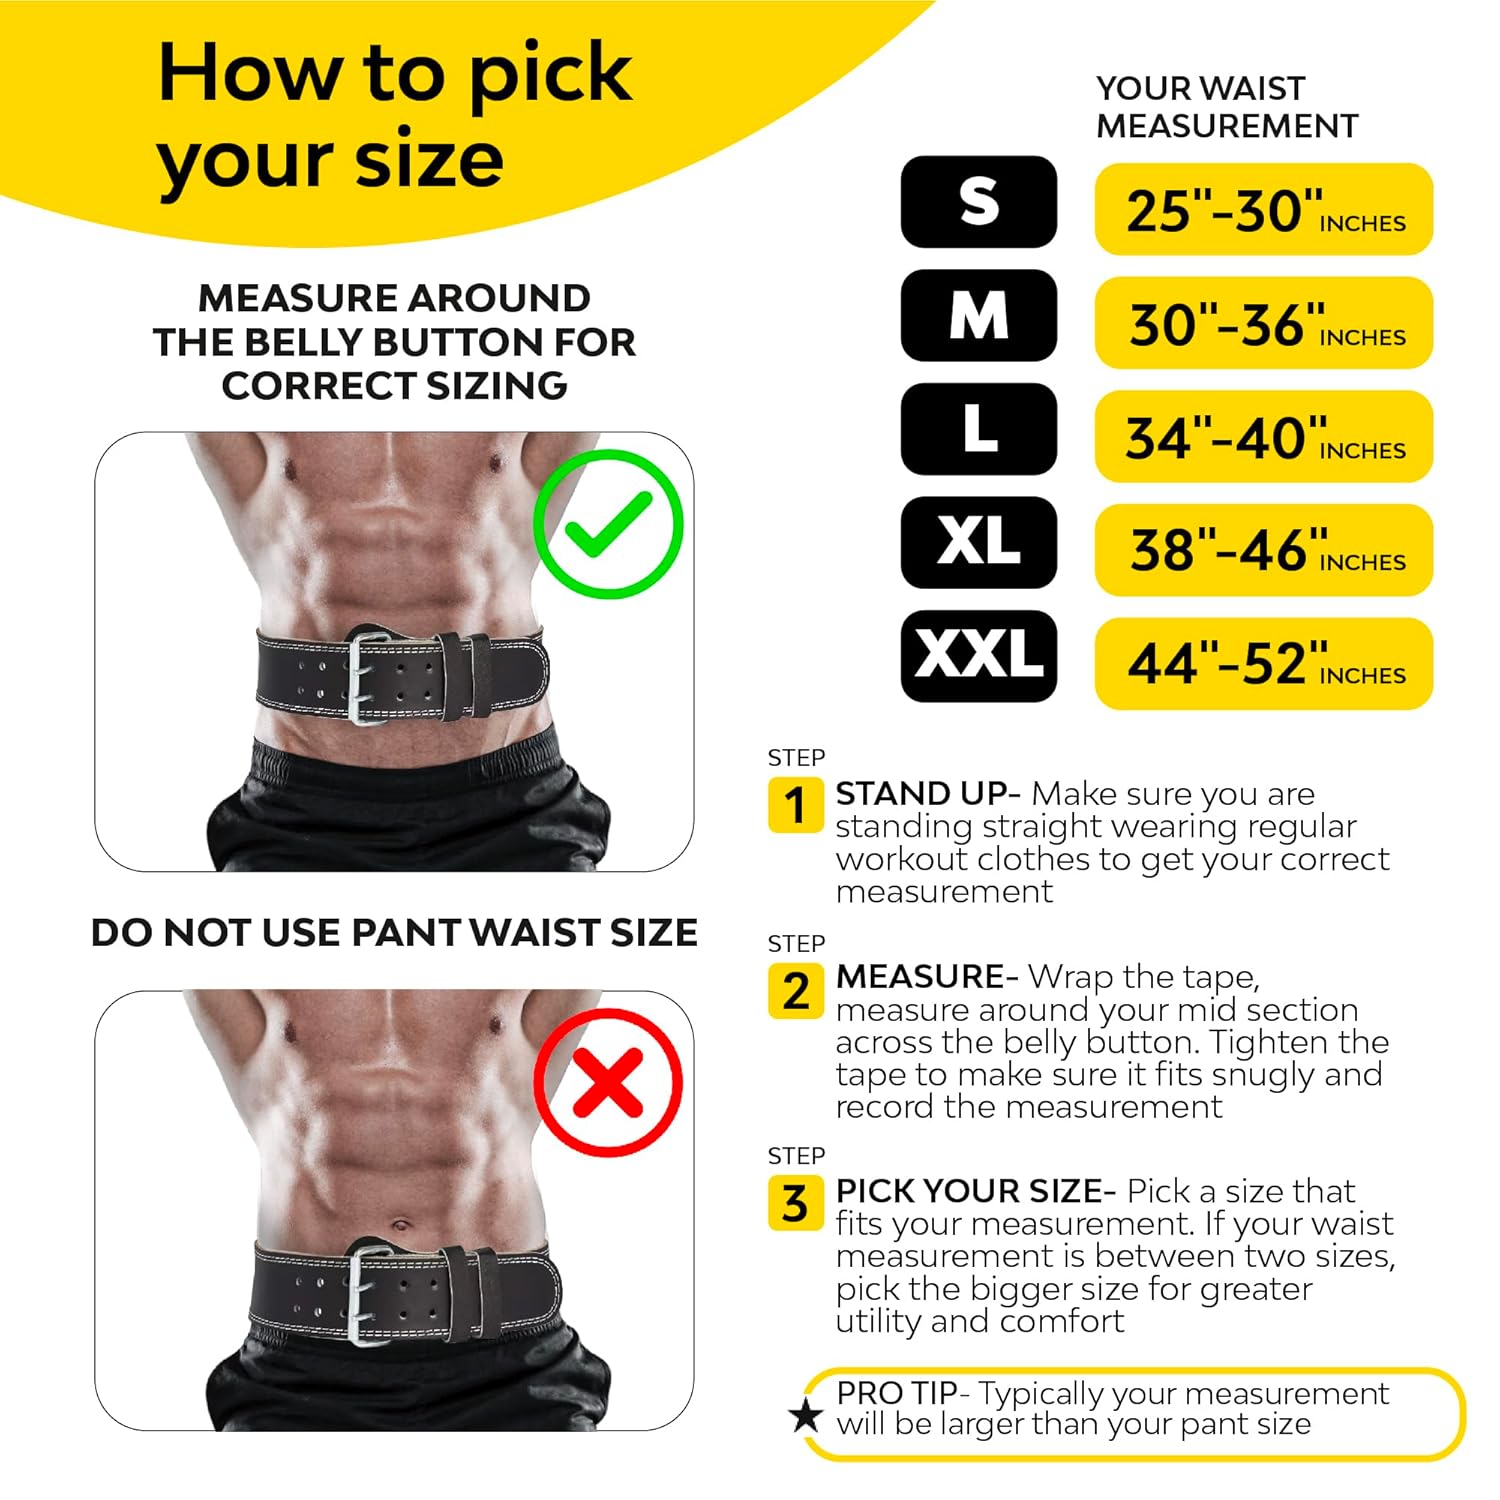 How to pick
your size
MEASURE AROUND
THE BELLY BUTTON FOR
CORRECT SIZING
DO NOT USE PANT WAIST SIZE
YOUR WAIST
MEASUREMENT
S 25"-30" INCHES
M 30"-36" INCHES
L 34"-40" INCHES
XL 38"-46" INCHES
XXL 44"-52" INCHES
STEP
1 STAND UP- Make sure you are
standing straight wearing regular
workout clothes to get your correct
measurement
STEP
2 MEASURE- Wrap the tape,
measure around your mid section
across the belly button. Tighten the
tape to make sure it fits snugly and
record the measurement
STEP
3 PICK YOUR SIZE- Pick a size that
fits your measurement. If your waist
measurement is between two sizes,
pick the bigger size for greater
utility and comfort
PRO TIP- Typically your measurement
will be larger than your pant size